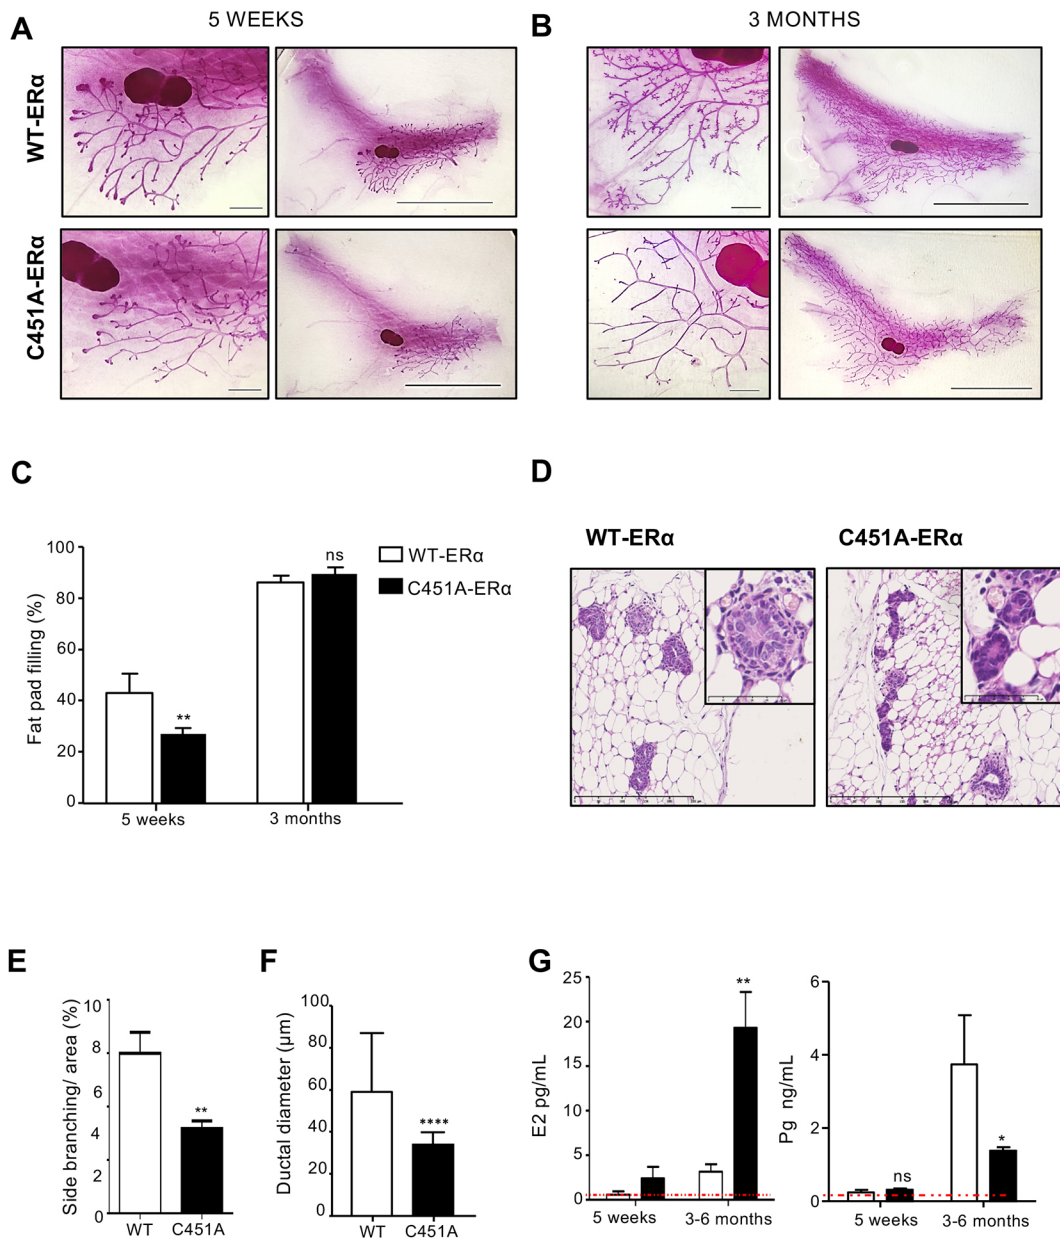 A
5 WEEKS
B
3 MONTHS
WT-ERα
C451A-ERα
C
Fat pad filling (%)
100
80
60
40
20
0
**
ns
5 weeks
3 months
WT-ERα
C451A-ERα
D
WT-ERα
C451A-ERα
E
Side branching/ area (%)
10
8
6
4
2
0
**
WT
C451A
F
Ductal diameter (µm)
100
80
60
40
20
0
****
WT
C451A
G
E2 pg/mL
25
20
15
10
5
0
**
5 weeks
3-6 months
Pg ng/mL
6
4
2
0
ns
*
5 weeks
3-6 months